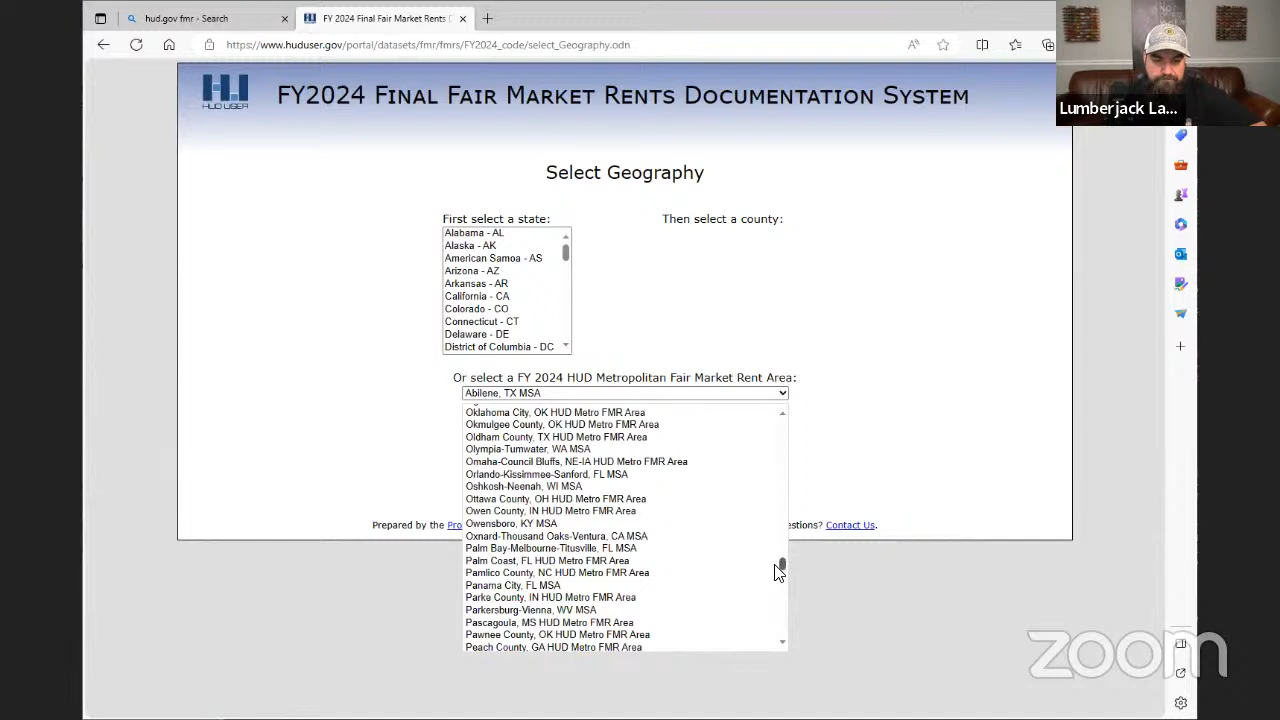 hud.gov fmr - Search
FY 2024 Final Fair Market Rents D
https://www.huduser.gov/portal/datasets/fmr/fmrs/FY2024_code/select_Geography.odn
HUD USER
FY2024 Final Fair Market Rents Documentation System
Lumberjack La...
Select Geography
First select a state:
Then select a county:
Alabama - AL
Alaska - AK
American Samoa - AS
Arizona - AZ
Arkansas - AR
California - CA
Colorado - CO
Connecticut - CT
Delaware - DE
District of Columbia - DC
Or select a FY 2024 HUD Metropolitan Fair Market Rent Area:
Abilene, TX MSA
Oklahoma City, OK HUD Metro FMR Area
Okmulgee County, OK HUD Metro FMR Area
Oldham County, TX HUD Metro FMR Area
Olympia-Tumwater, WA MSA
Omaha-Council Bluffs, NE-IA HUD Metro FMR Area
Orlando-Kissimmee-Sanford, FL MSA
Oshkosh-Neenah, WI MSA
Ottawa County, OH HUD Metro FMR Area
Owen County, IN HUD Metro FMR Area
Owensboro, KY MSA
Prepared by the Pro
estions? Contact Us.
Oxnard-Thousand Oaks-Ventura, CA MSA
Palm Bay-Melbourne-Titusville, FL MSA
Palm Coast, FL HUD Metro FMR Area
Pamlico County, NC HUD Metro FMR Area
Panama City, FL MSA
Parke County, IN HUD Metro FMR Area
Parkersburg-Vienna, WV MSA
Pascagoula, MS HUD Metro FMR Area
Pawnee County, OK HUD Metro FMR Area
Peach County, GA HUD Metro FMR Area
zoom